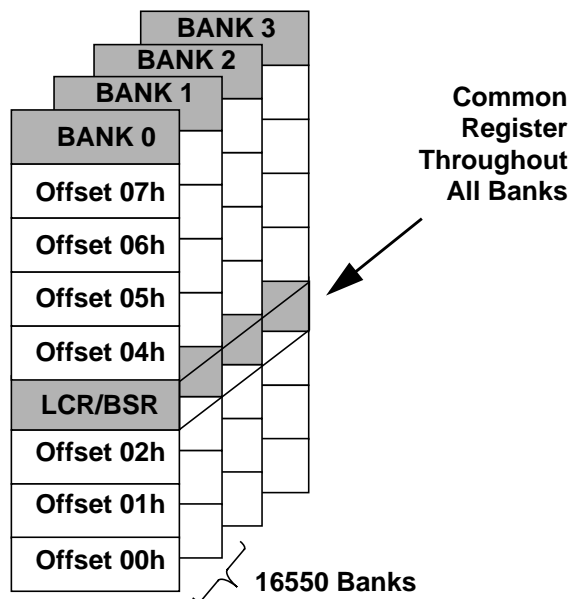 BANK 3
BANK 2
BANK 1
BANK 0
Offset 07h
Offset 06h
Offset 05h
Offset 04h
LCR/BSR
Offset 02h
Offset 01h
Offset 00h
Common
Register
Throughout
All Banks
16550 Banks